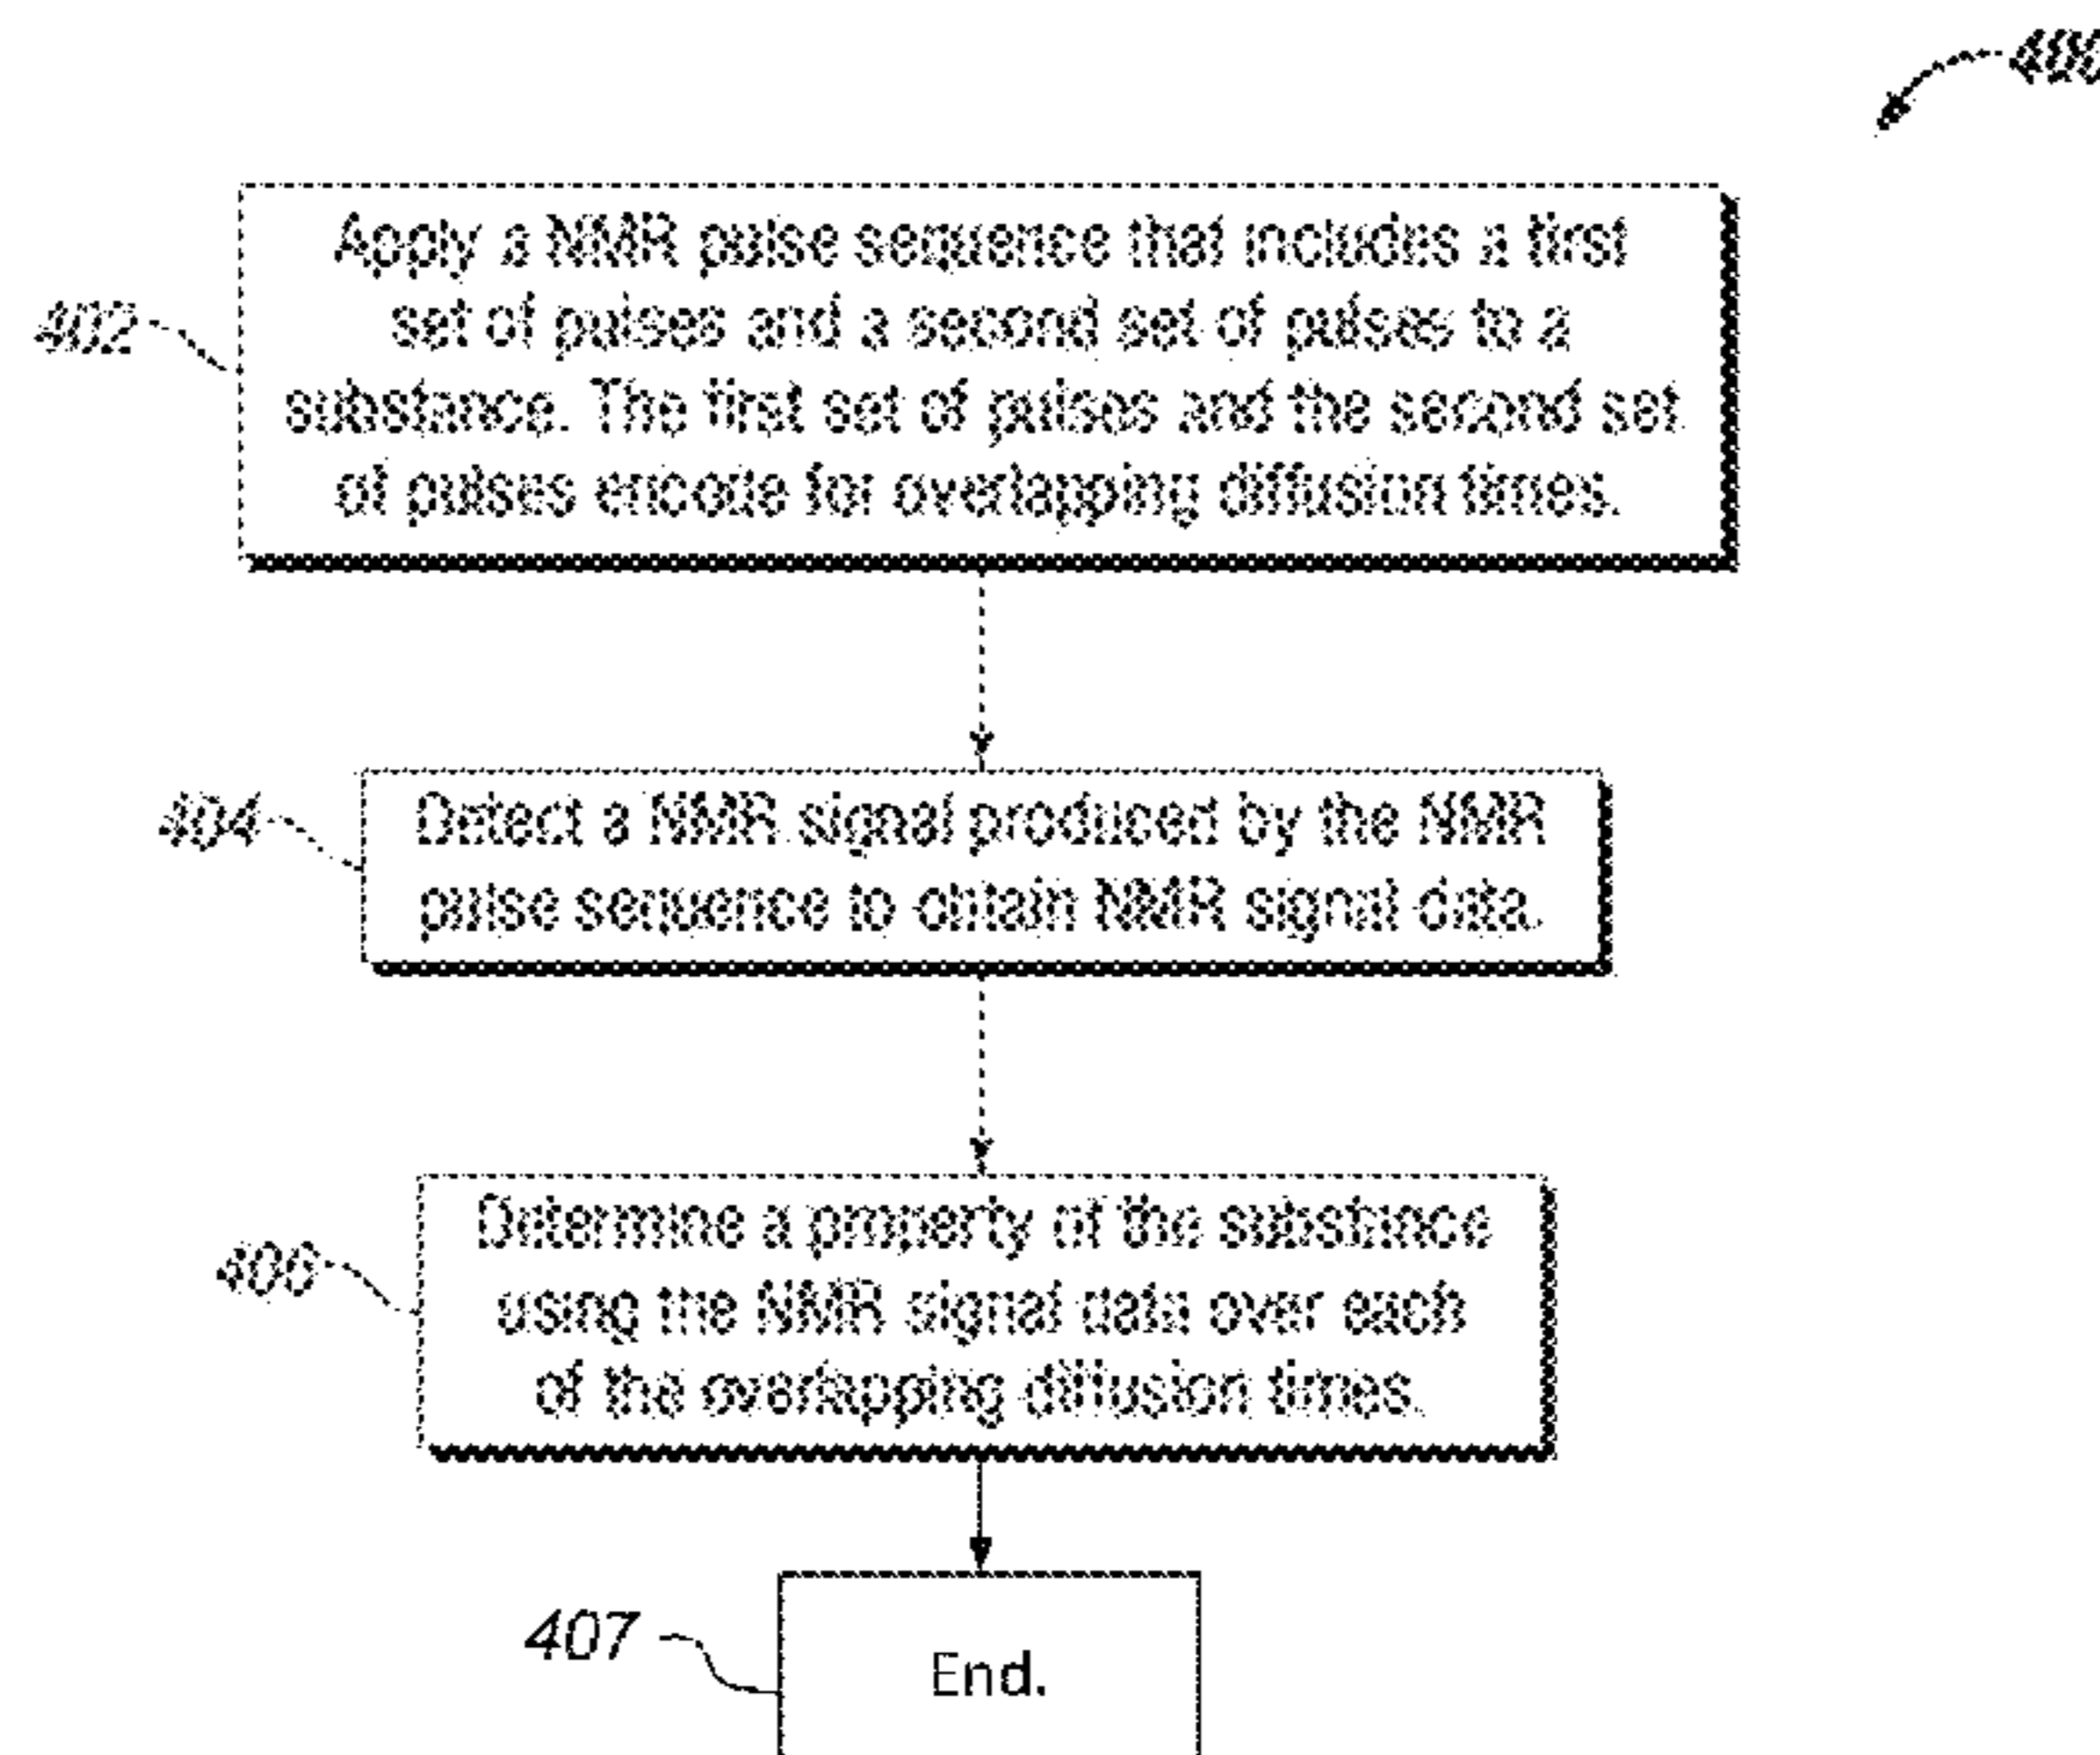 400
Apply a NMR pulse sequence that includes a first
set of pulses and a second set of pulses to a
402
substance. The first set of pulses and the second set
of pulses encode for overlapping diffusion times.
404
Detect a NMR signal produced by the NMR
pulse sequence to obtain NMR signal data.
Determine a property of the substance
406
using the NMR signal data over each
of the overlapping diffusion times.
407
End.